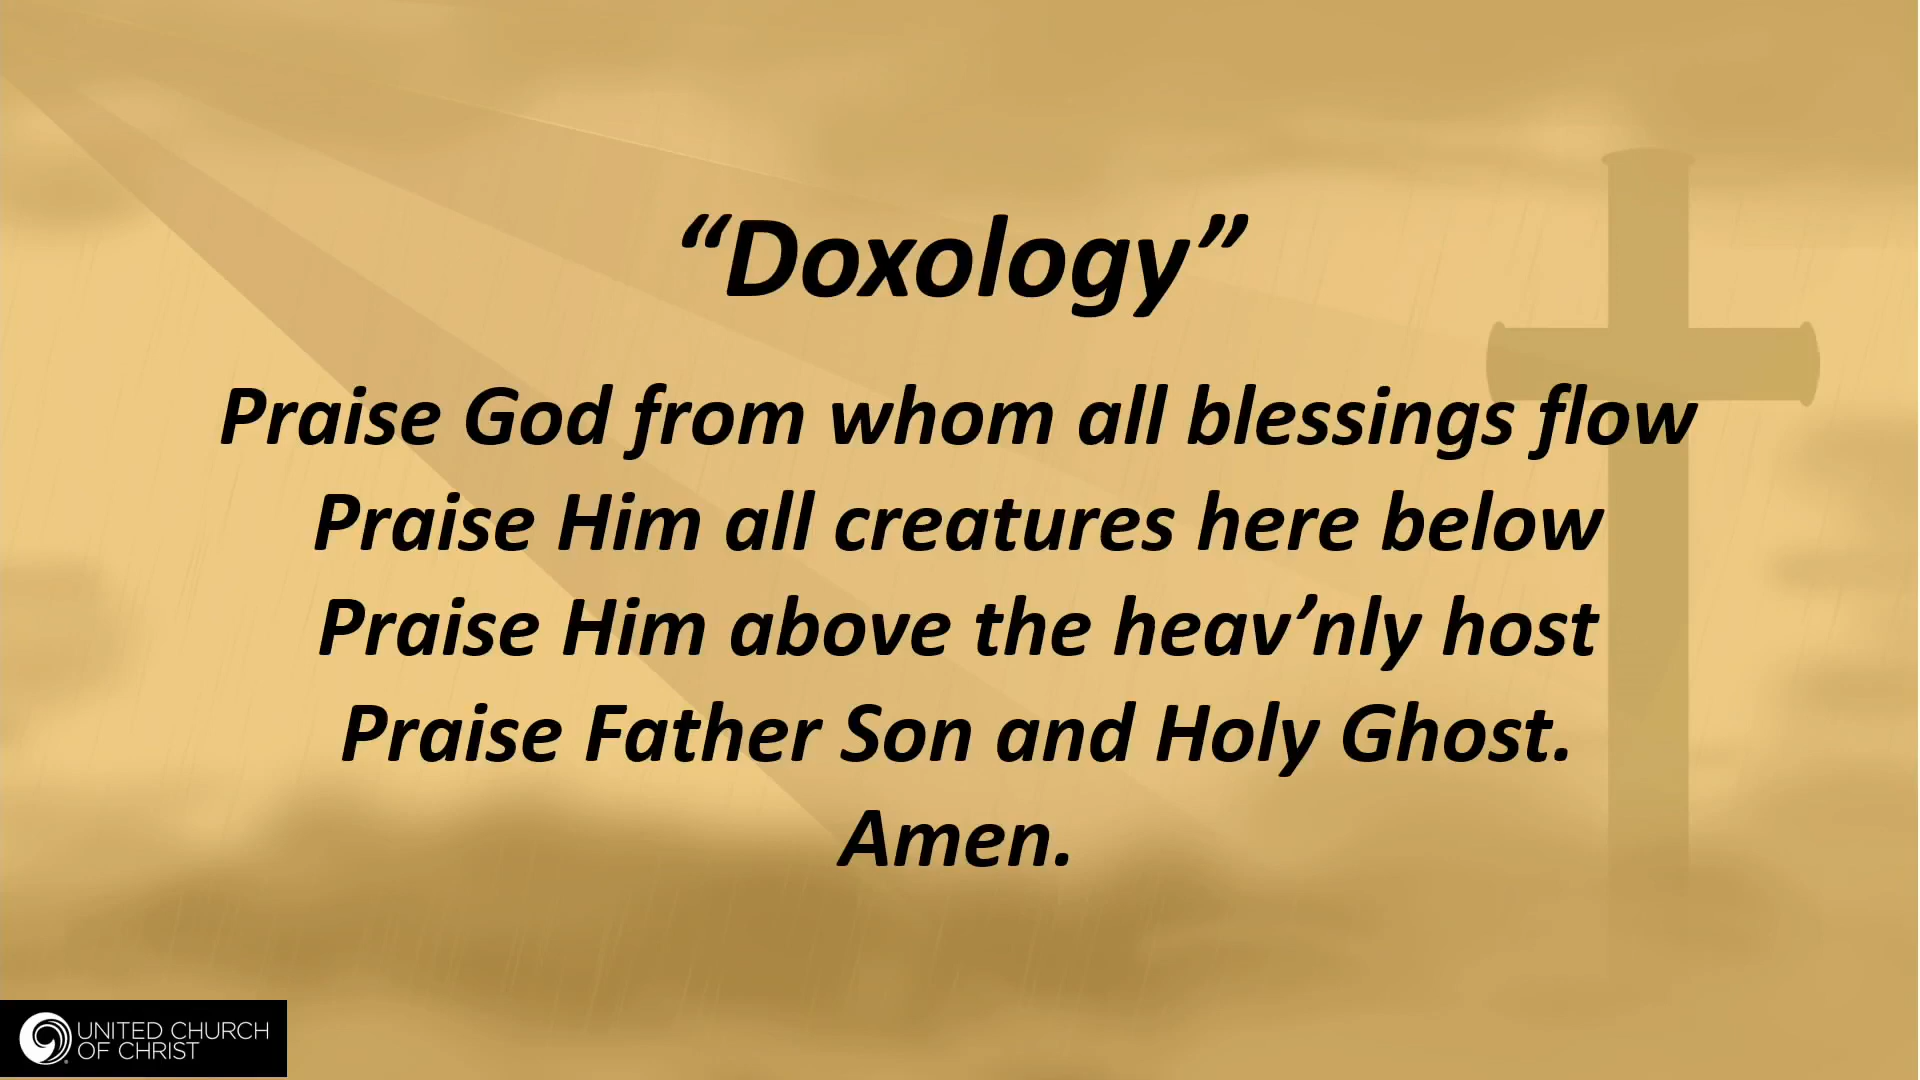 “Doxology”
Praise God from whom all blessings flow
Praise Him all creatures here below
Praise Him above the heav’nly host
Praise Father Son and Holy Ghost.
Amen.
UNITED CHURCH
OF CHRIST